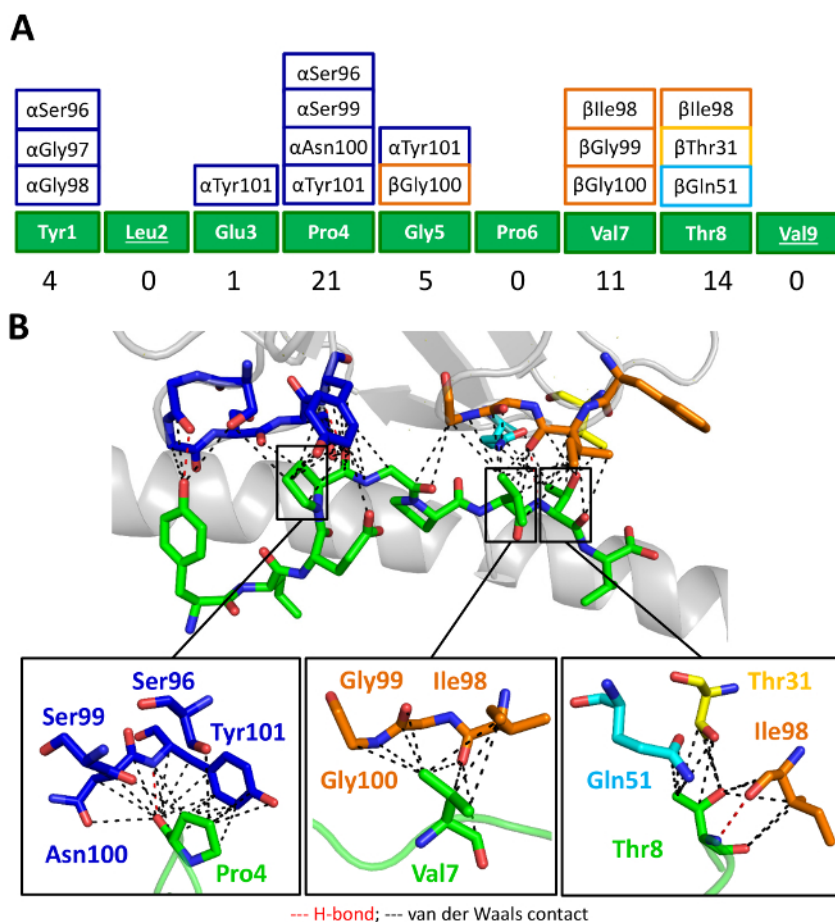 A
αSer96
αSer96 αSer99 βIle98 βIle98
αGly97 αAsn100 αTyr101 βGly99 βThr31
αGly98 αTyr101 αTyr101 βGly100 βGly100 βGln51
Tyr1 Leu2 Glu3 Pro4 Gly5 Pro6 Val7 Thr8 Val9
4 0 1 21 5 0 11 14 0
B
Ser96
Ser99
Tyr101
Asn100
Pro4
Gly99 Ile98
Gly100
Val7
Thr31
Ile98
Gln51
Thr8
--- H-bond; --- van der Waals contact